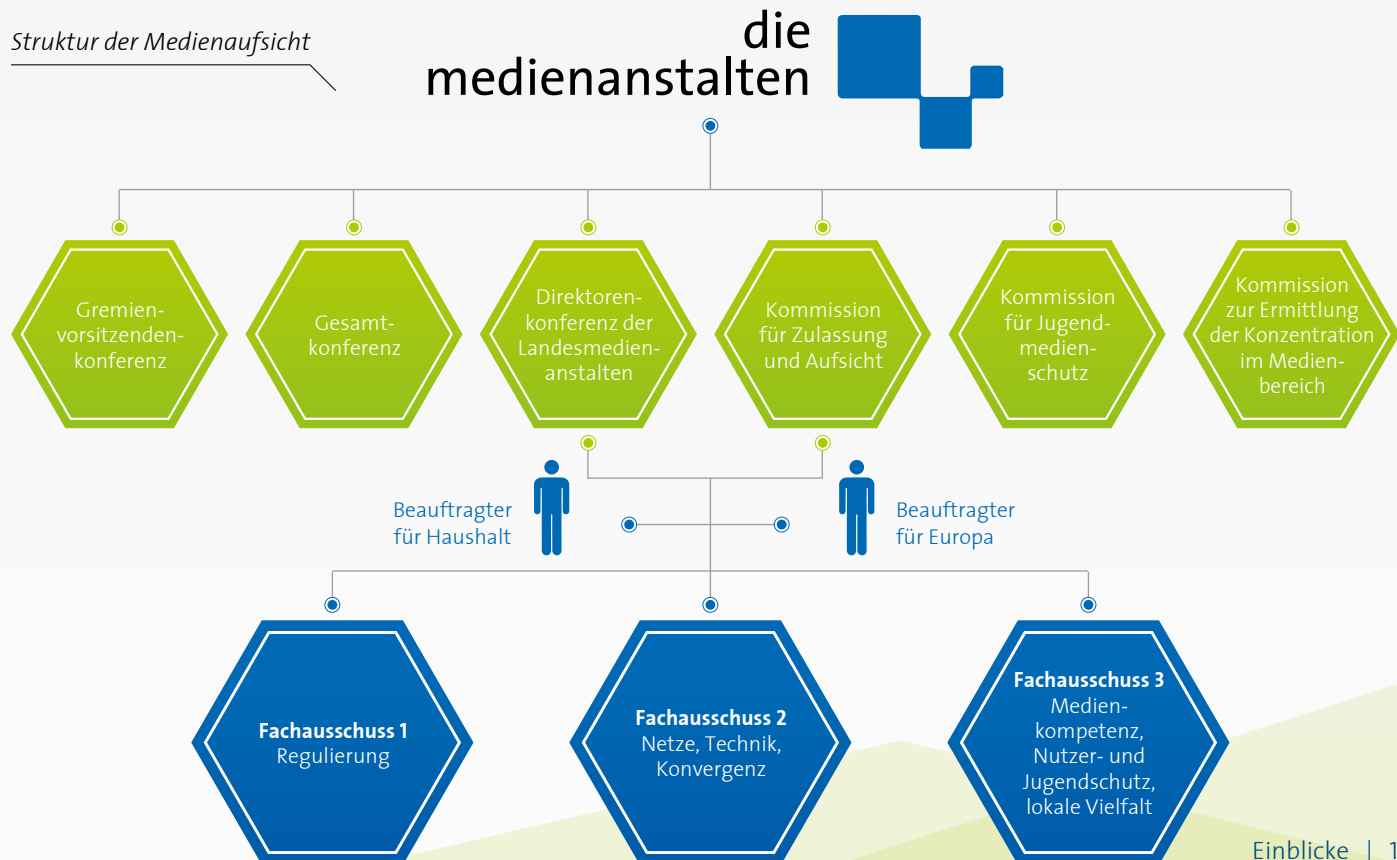 Struktur der Medienaufsicht
die
medienanstalten
Gremien-
vorsitzenden-
konferenz
Gesamt-
konferenz
Direktoren-
konferenz der
Landesmedien-
anstalten
Kommission
für Zulassung
und Aufsicht
Kommission
für Jugend-
medien-
schutz
Kommission
zur Ermittlung
der Konzentration
im Medien-
bereich
Beauftragter
für Haushalt
Beauftragter
für Europa
Fachausschuss 1
Regulierung
Fachausschuss 2
Netze, Technik,
Konvergenz
Fachausschuss 3
Medien-
kompetenz,
Nutzer- und
Jugendschutz,
lokale Vielfalt
Einblicke | 1